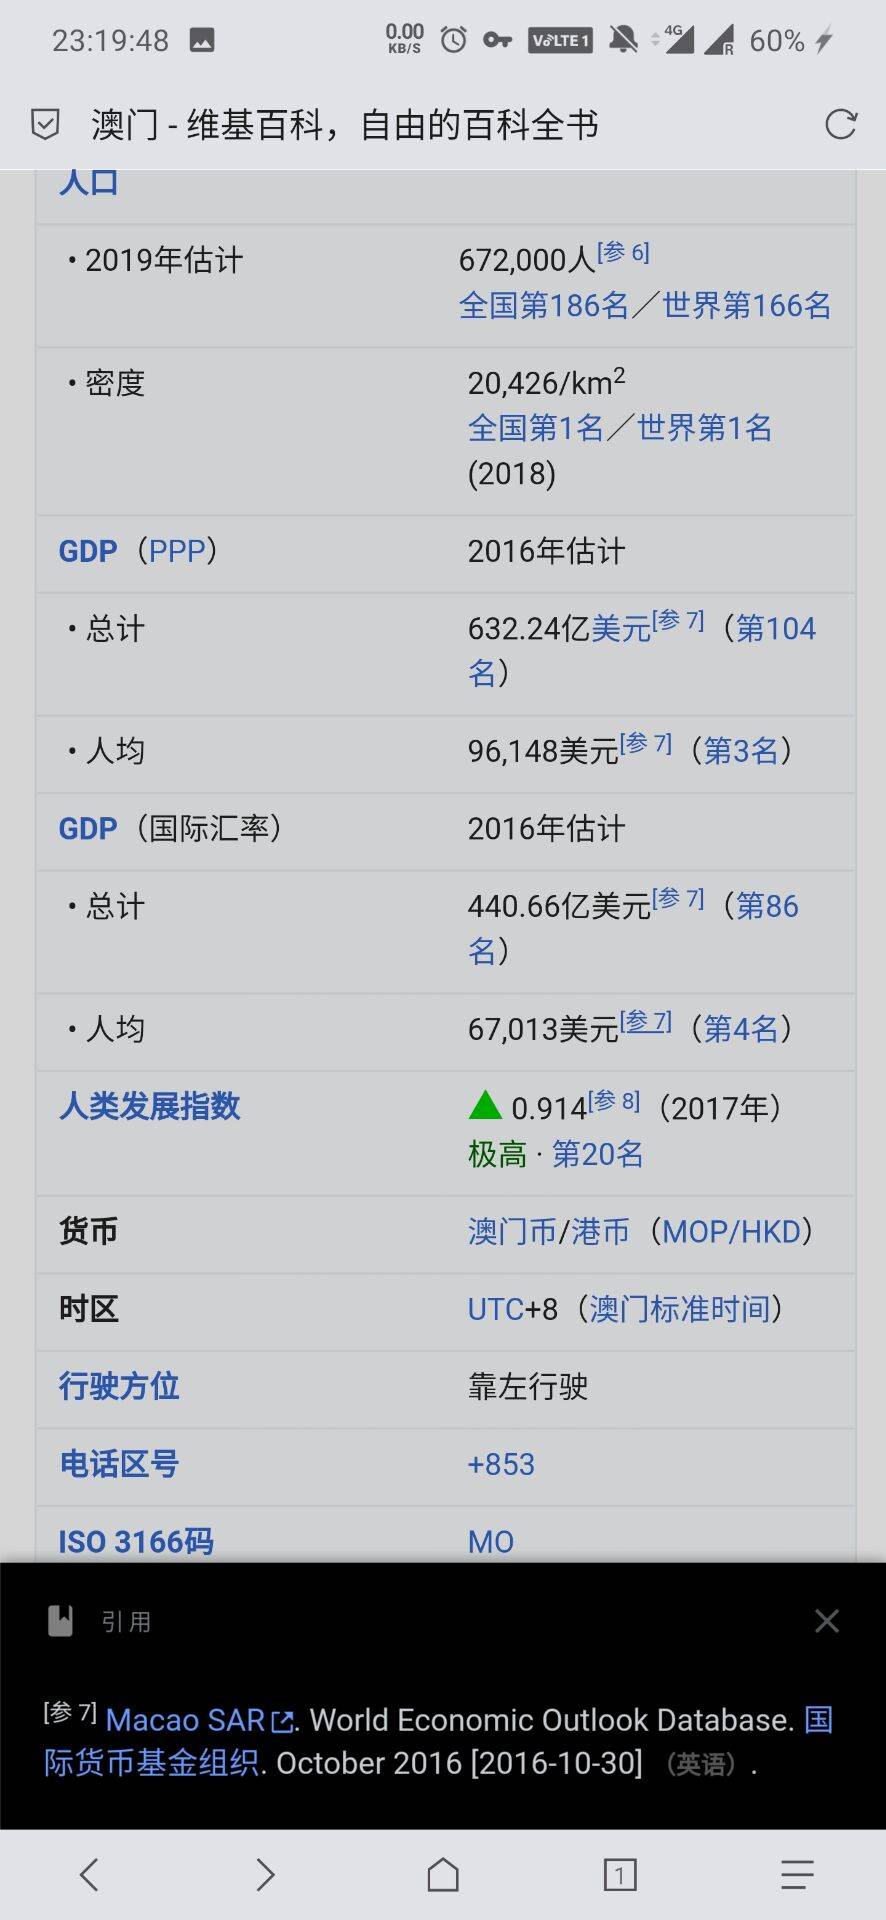 23:19:48 0.00 KB/S VoLTE 1 4G R 60%
澳门 - 维基百科，自由的百科全书
人口
• 2019年估计 672,000人[参 6]
全国第186名／世界第166名
• 密度 20,426/km2
全国第1名／世界第1名
(2018)
GDP（PPP） 2016年估计
• 总计 632.24亿美元[参 7]（第104
名）
• 人均 96,148美元[参 7]（第3名）
GDP（国际汇率） 2016年估计
• 总计 440.66亿美元[参 7]（第86
名）
• 人均 67,013美元[参 7]（第4名）
人类发展指数 ▲ 0.914[参 8]（2017年）
极高 · 第20名
货币 澳门币/港币（MOP/HKD）
时区 UTC+8（澳门标准时间）
行驶方位 靠左行驶
电话区号 +853
ISO 3166码 MO
引用
[参 7] Macao SAR. World Economic Outlook Database. 国
际货币基金组织. October 2016 [2016-10-30]（英语）.
1